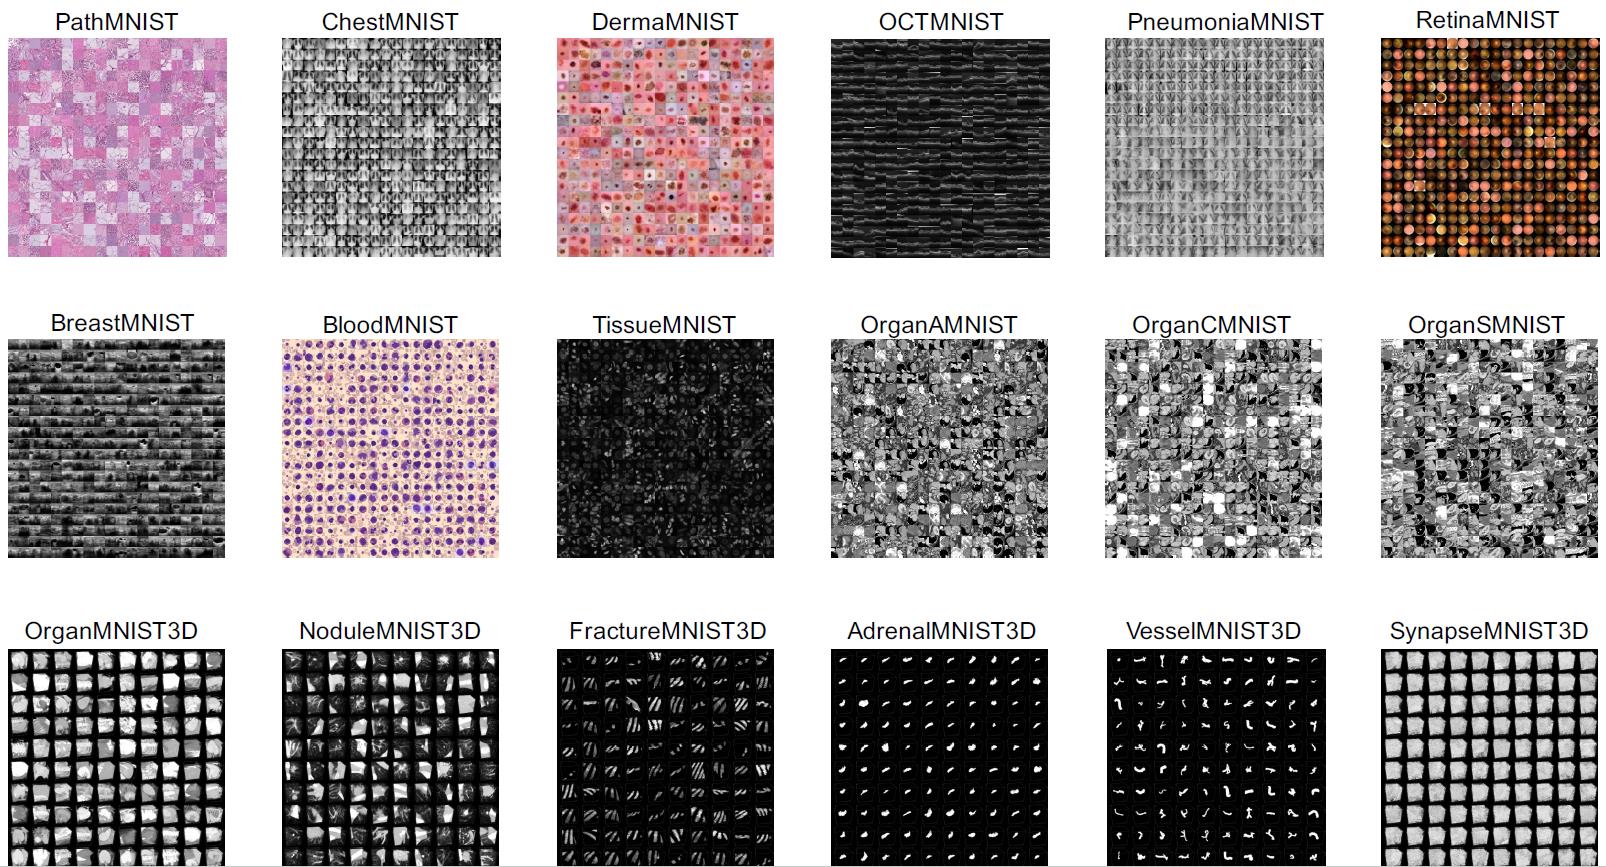 PathMNIST
ChestMNIST
DermaMNIST
OCTMNIST
PneumoniaMNIST
RetinaMNIST
BreastMNIST
BloodMNIST
TissueMNIST
OrganAMNIST
OrganCMNIST
OrganSMNIST
OrganMNIST3D
NoduleMNIST3D
FractureMNIST3D
AdrenalMNIST3D
VesselMNIST3D
SynapseMNIST3D